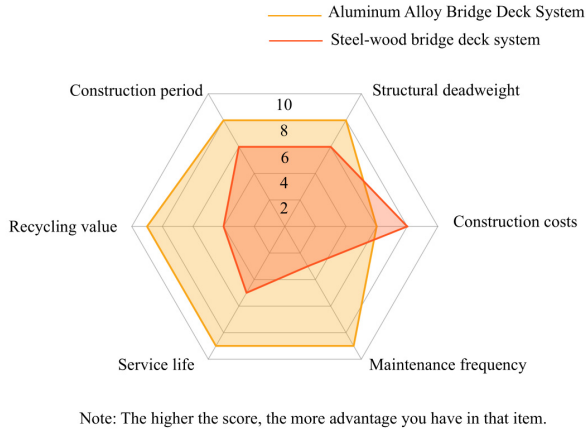 Aluminum Alloy Bridge Deck System
Steel-wood bridge deck system
Construction period
Structural deadweight
10
8
6
4
2
Recycling value
Construction costs
Service life
Maintenance frequency
Note: The higher the score, the more advantage you have in that item.